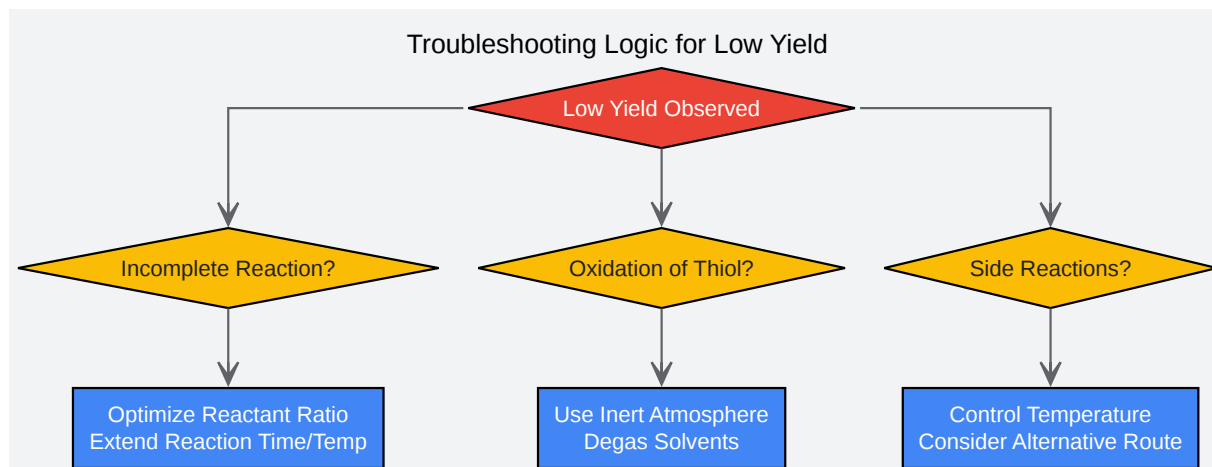 Troubleshooting Logic for Low Yield
Low Yield Observed
Incomplete Reaction?
Oxidation of Thiol?
Side Reactions?
Optimize Reactant Ratio
Extend Reaction Time/Temp
Use Inert Atmosphere
Degas Solvents
Control Temperature
Consider Alternative Route